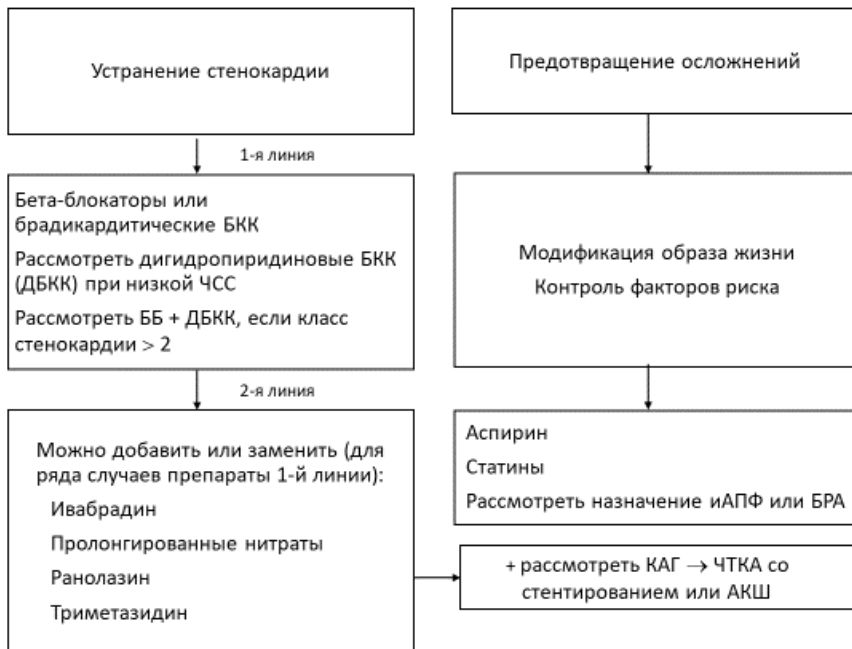 Устранение стенокардии
1-я линия
Бета-блокаторы или
брадикардитические БКК
Рассмотреть дигидропиридиновые БКК
(ДБКК) при низкой ЧСС
Рассмотреть ББ + ДБКК, если класс
стенокардии > 2
2-я линия
Можно добавить или заменить (для
ряда случаев препараты 1-й линии):
Ивабрадин
Пролонгированные нитраты
Ранолазин
Триметазидин
Предотвращение осложнений
Модификация образа жизни
Контроль факторов риска
Аспирин
Статины
Рассмотреть назначение иАПФ или БРА
+ рассмотреть КАГ → ЧТКА со
стентированием или АКШ